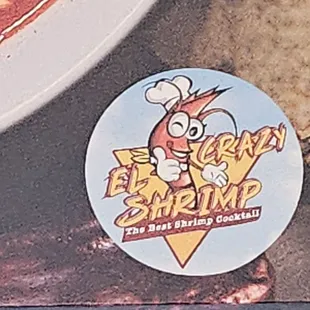 EL CRAZY
SHRIMP
The Best Shrimp Cocktail